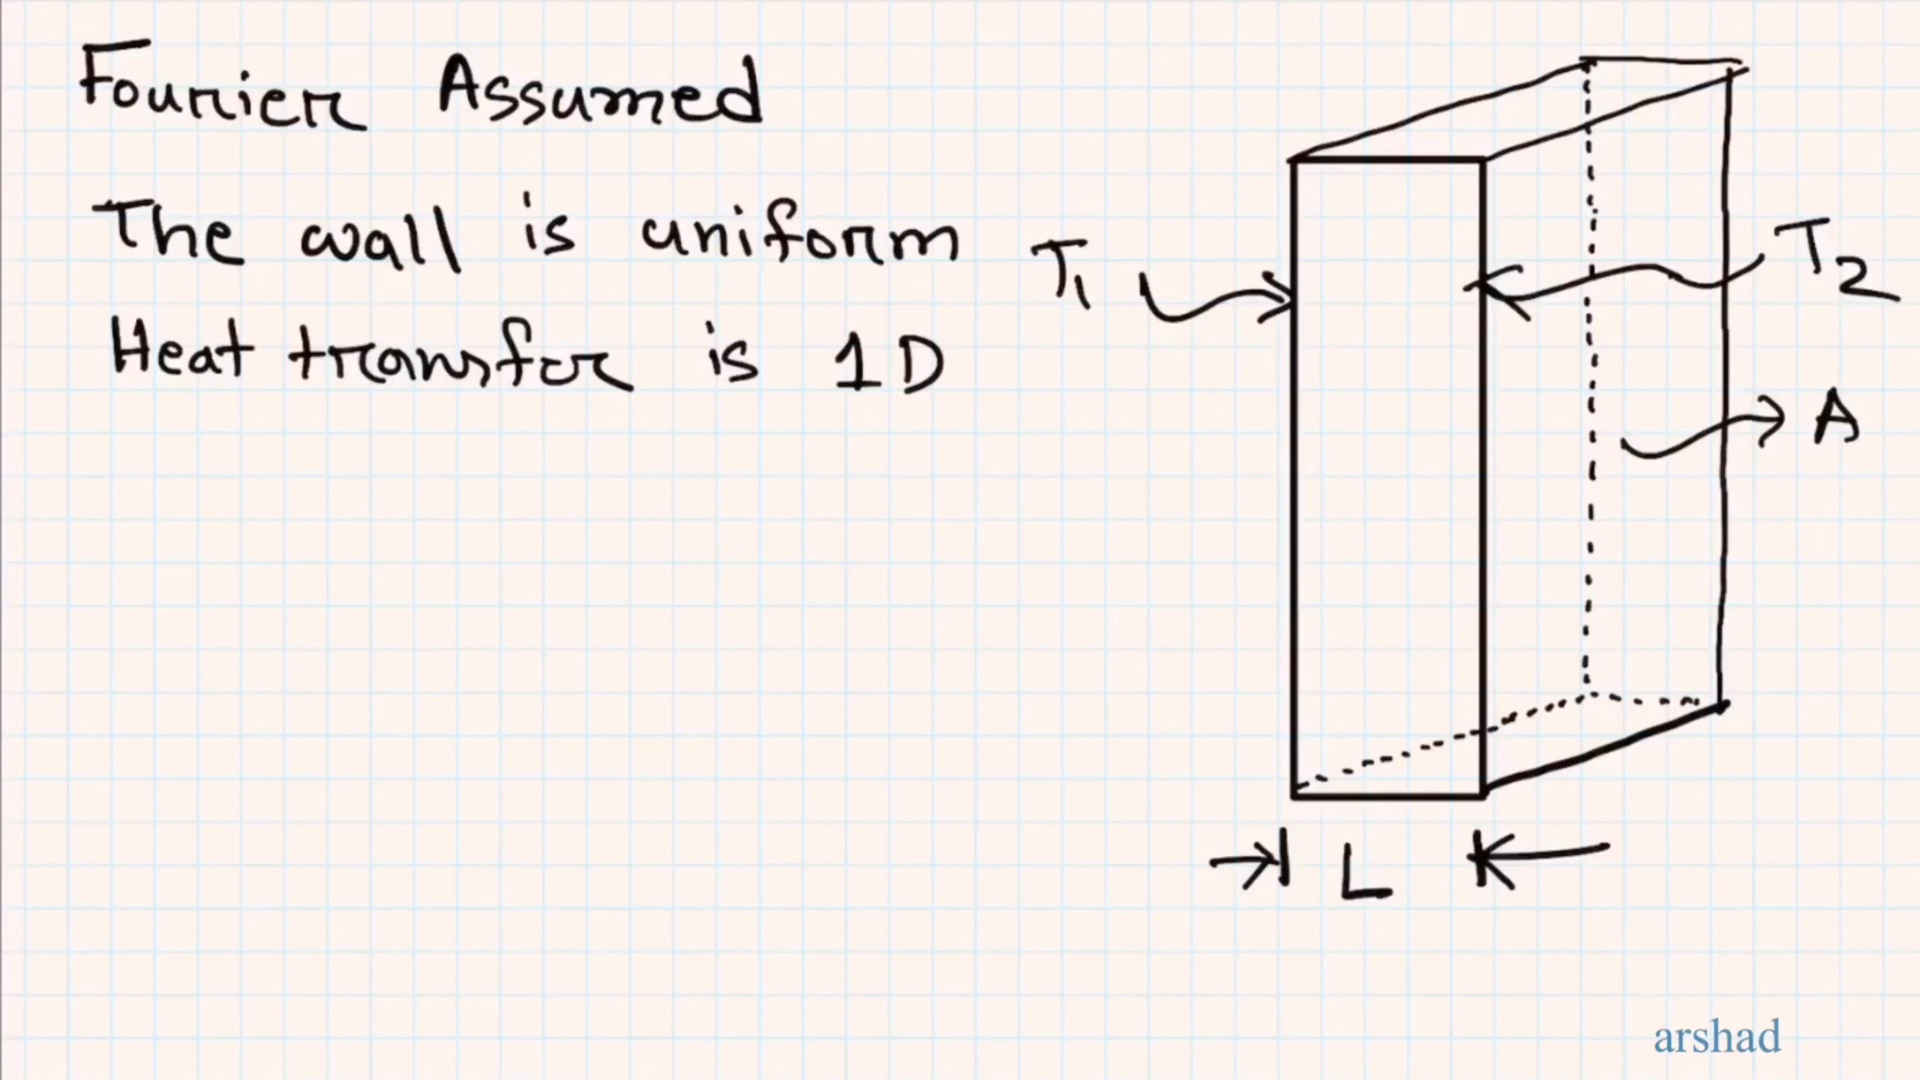 Fourier Assumed
The wall is uniform
Heat transfer is 1D
T1
T2
A
L
arshad